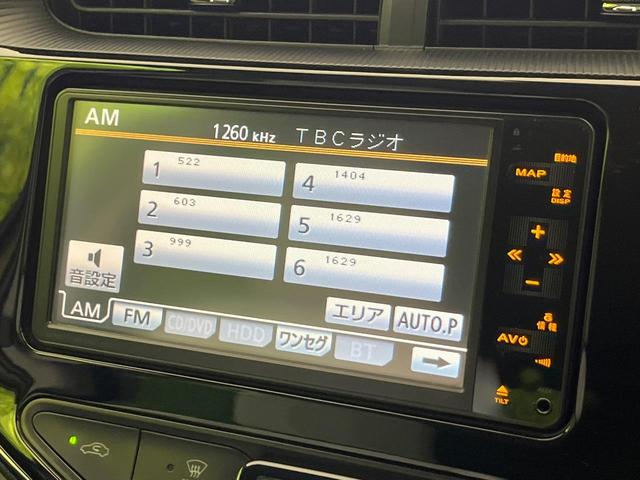 AM
1260 kHz TBCラジオ
1 522
4 1404
2 603
5 1629
3 999
6 1629
音設定
エリア AUTO.P
AM FM CD/DVD HDD ワンセグ BT
目的地
MAP
設定
DISP
+
−
情報
AV
TILT